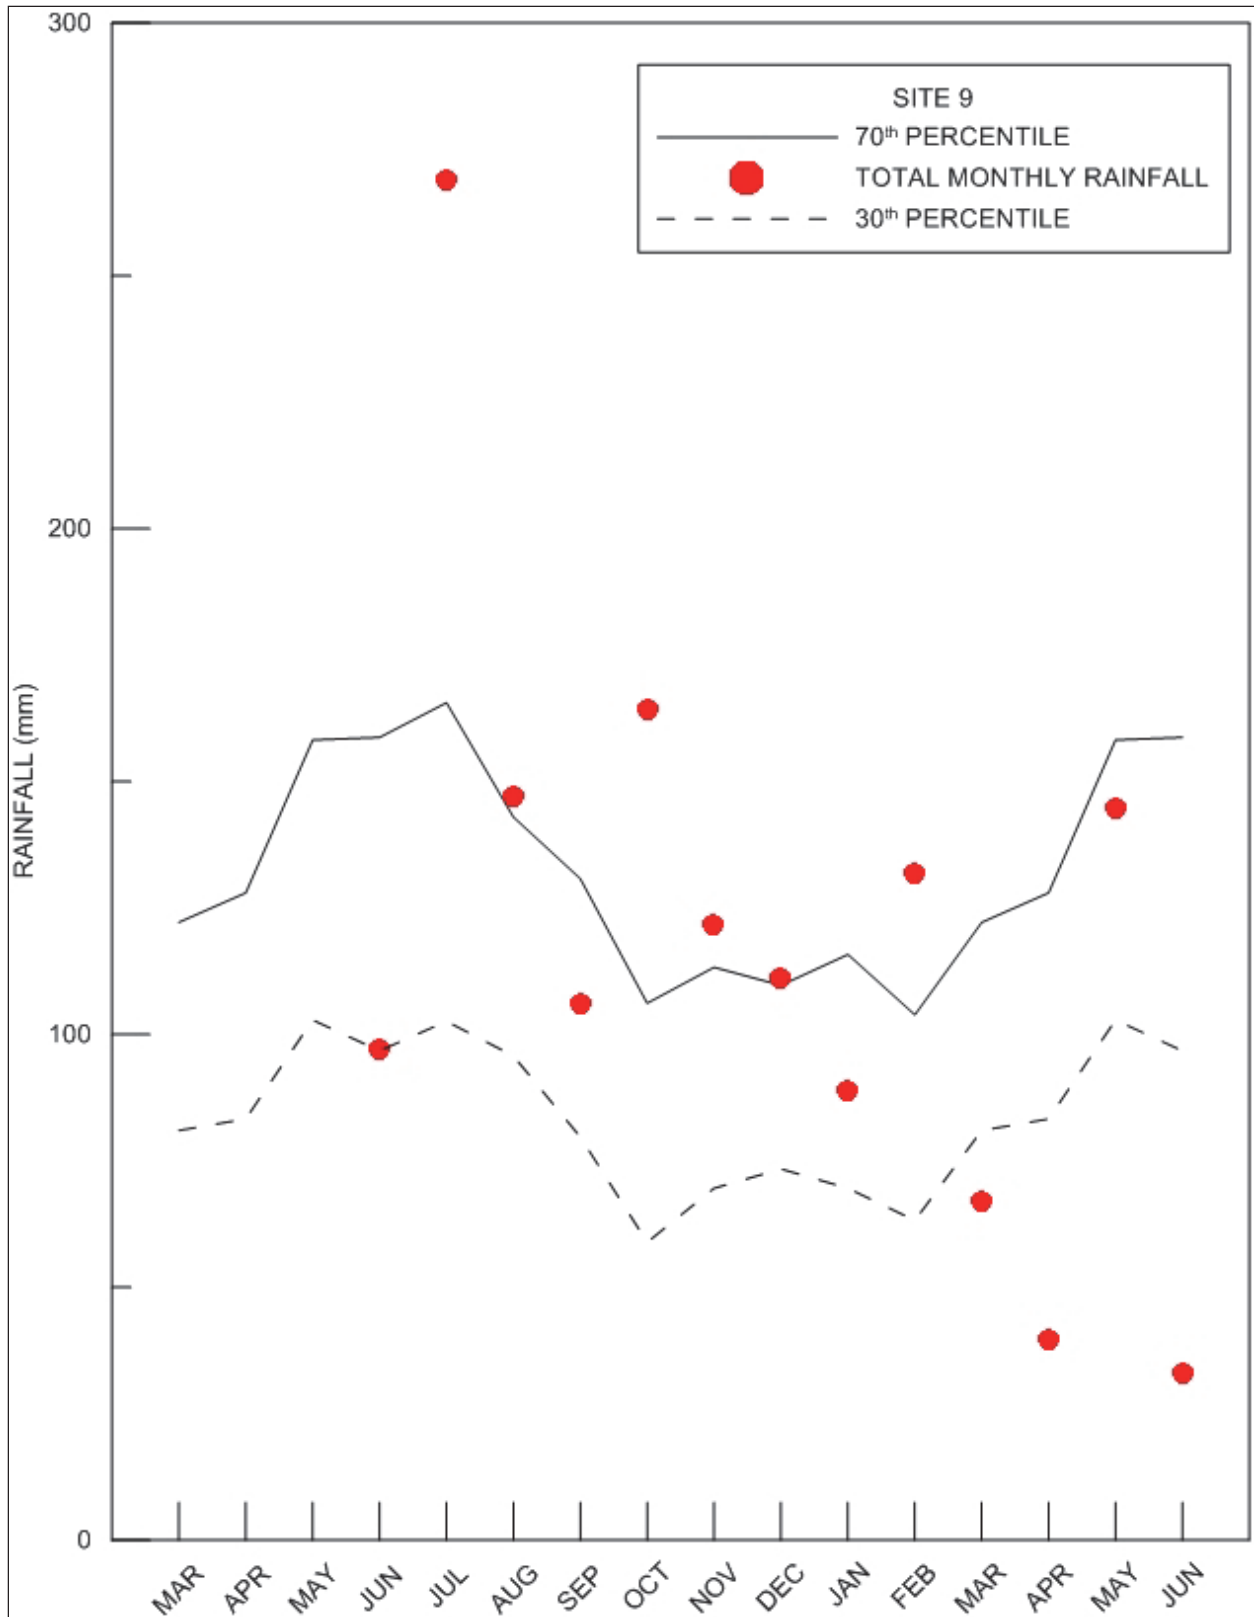 300
SITE 9
70th PERCENTILE
TOTAL MONTHLY RAINFALL
30th PERCENTILE
200
RAINFALL (mm)
100
0
MAR APR MAY JUN JUL AUG SEP OCT NOV DEC JAN FEB MAR APR MAY JUN